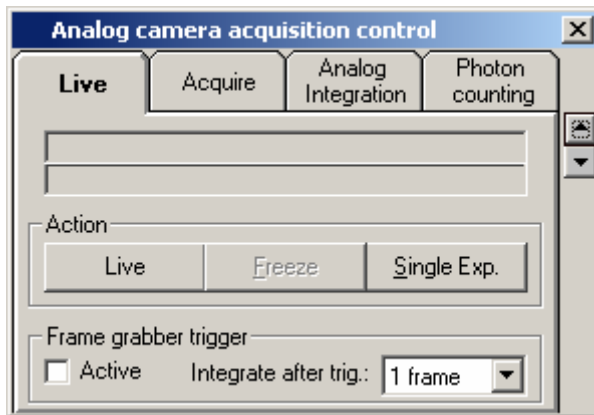 Analog camera acquisition control
Live
Acquire
Analog
Integration
Photon
counting
Action
Live
Freeze
Single Exp.
Frame grabber trigger
Active
Integrate after trig.:
1 frame